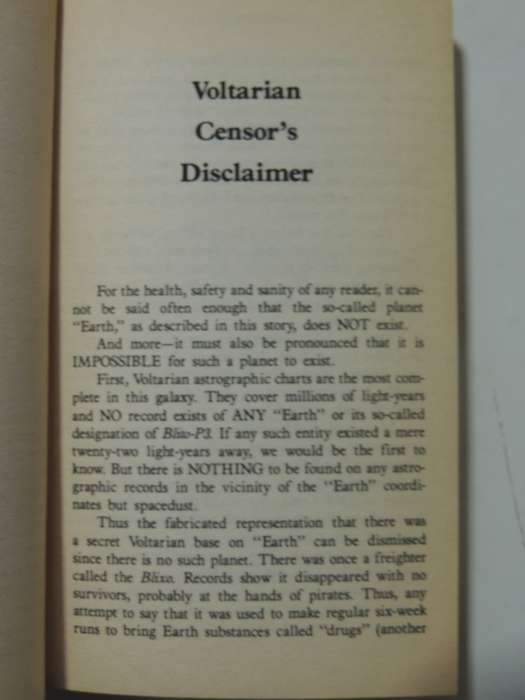 Voltarian
Censor's
Disclaimer
For the health, safety and sanity of any reader, it can-
not be said often enough that the so-called planet
"Earth," as described in this story, does NOT exist.
And more—it must also be pronounced that it is
IMPOSSIBLE for such a planet to exist.
First, Voltarian astrographic charts are the most com-
plete in this galaxy. They cover millions of light-years
and NO record exists of ANY "Earth" or its so-called
designation of Blito-P3. If any such entity existed a mere
twenty-two light-years away, we would be the first to
know. But there is NOTHING to be found on any astro-
graphic records in the vicinity of the "Earth" coordi-
nates but spacedust.
Thus the fabricated representation that there was
a secret Voltarian base on "Earth" can be dismissed
since there is no such planet. There was once a freighter
called the Blixo. Records show it disappeared with no
survivors, probably at the hands of pirates. Thus, any
attempt to say that it was used to make regular six-week
runs to bring Earth substances called "drugs" (another